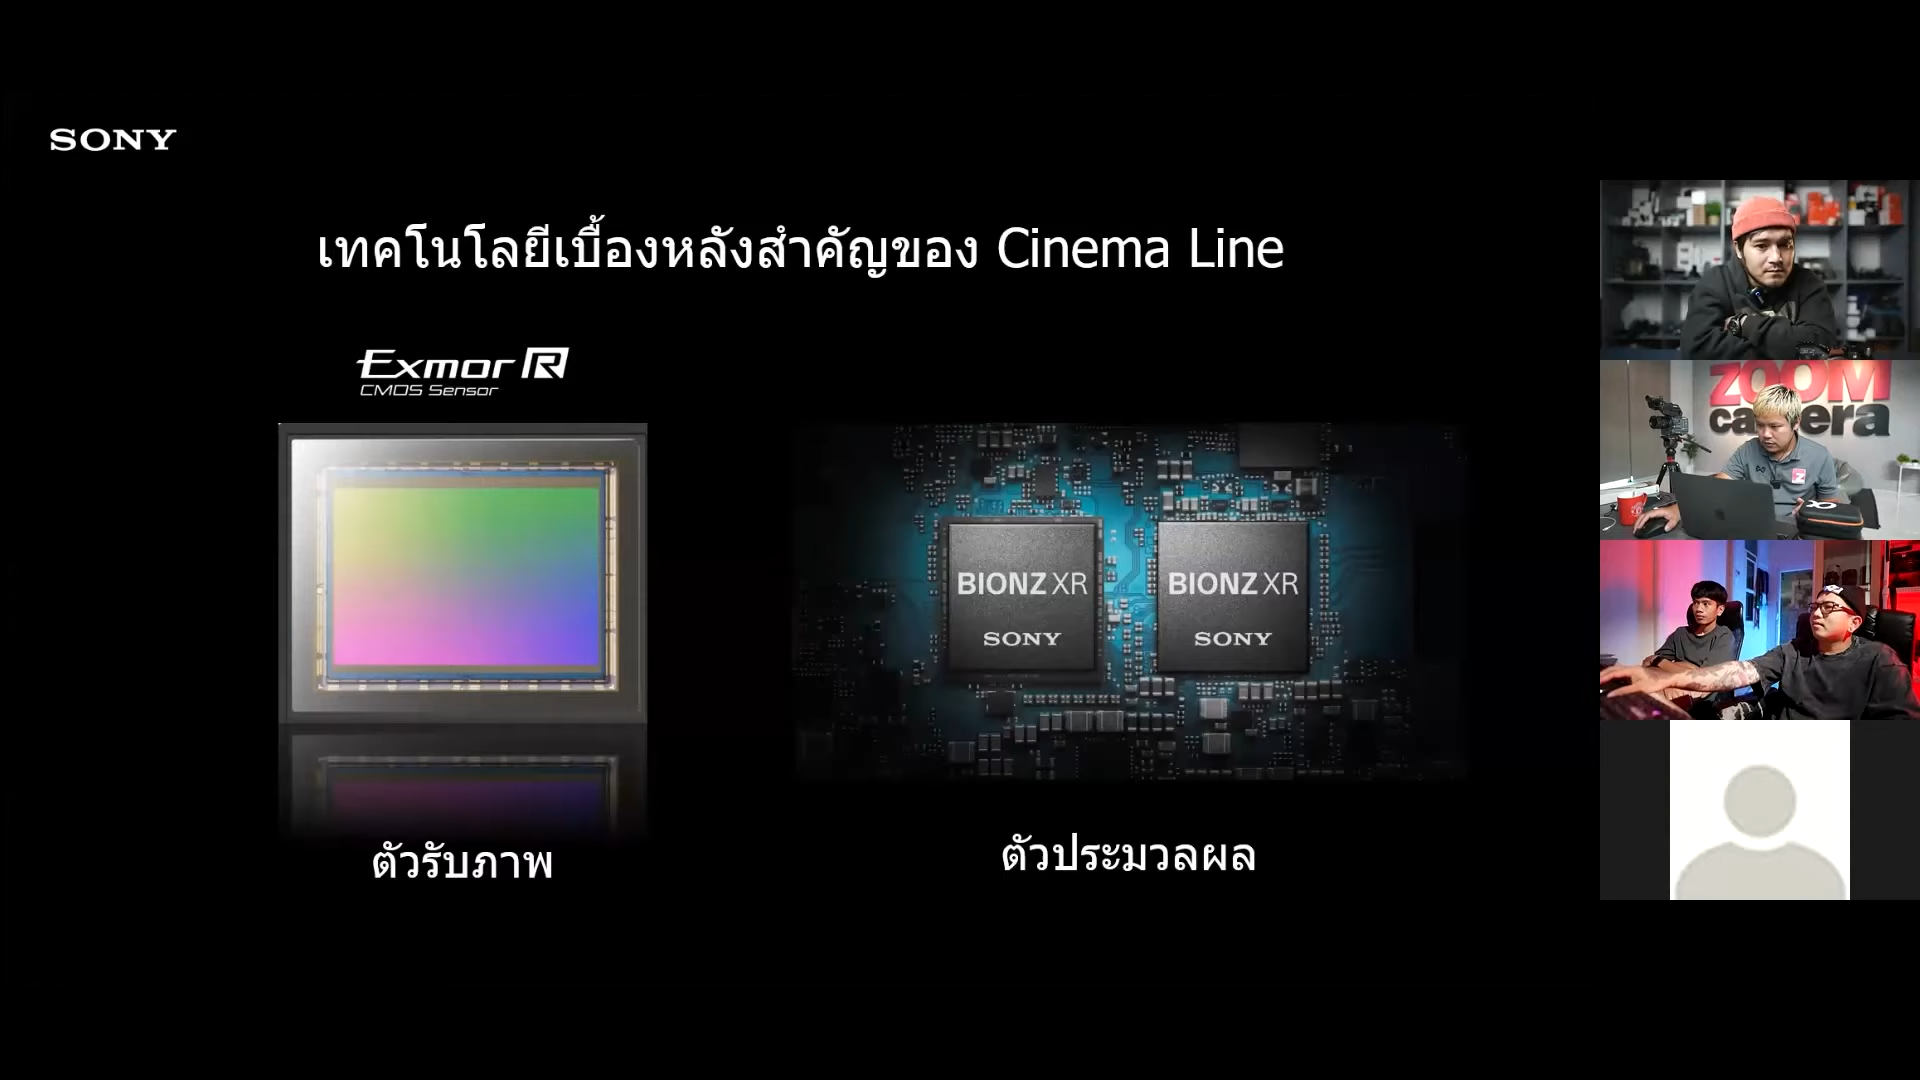 SONY
เทคโนโลยีเบื้องหลังสำคัญของ Cinema Line
Exmor R
CMOS Sensor
BIONZ XR
SONY
BIONZ XR
SONY
ตัวรับภาพ
ตัวประมวลผล
ZOOM
camera